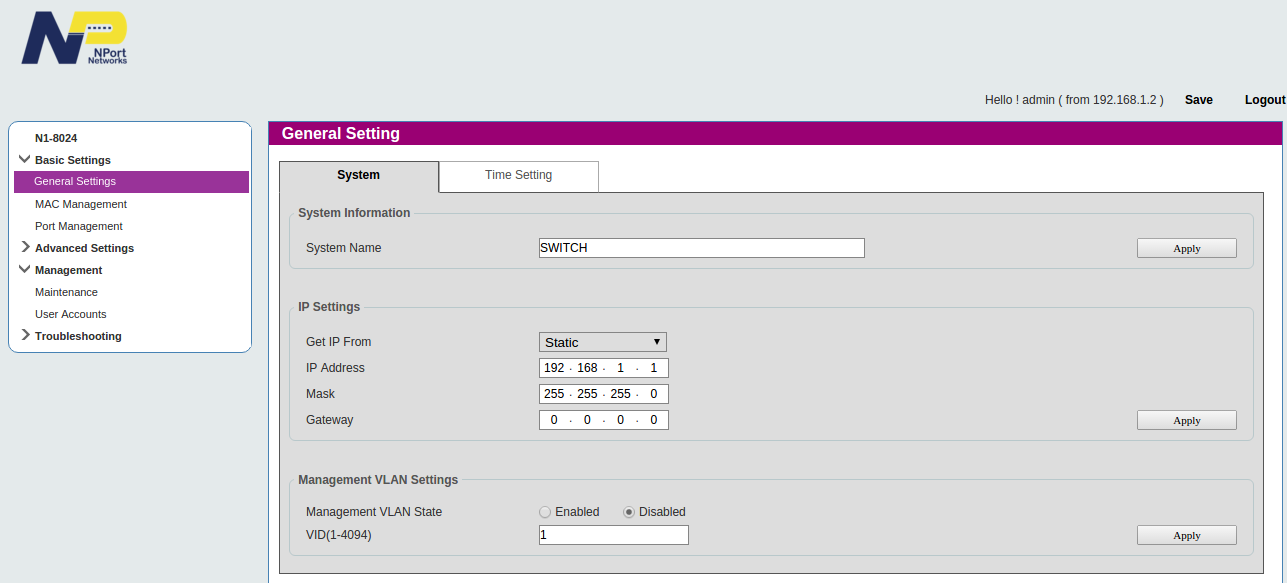 NPort
Networks
Hello ! admin ( from 192.168.1.2 ) Save Logout
N1-8024
Basic Settings
General Settings
MAC Management
Port Management
Advanced Settings
Management
Maintenance
User Accounts
Troubleshooting
General Setting
System Time Setting
System Information
System Name SWITCH Apply
IP Settings
Get IP From Static
IP Address 192 . 168 . 1 . 1
Mask 255 . 255 . 255 . 0
Gateway 0 . 0 . 0 . 0 Apply
Management VLAN Settings
Management VLAN State Enabled Disabled
VID(1-4094) 1 Apply